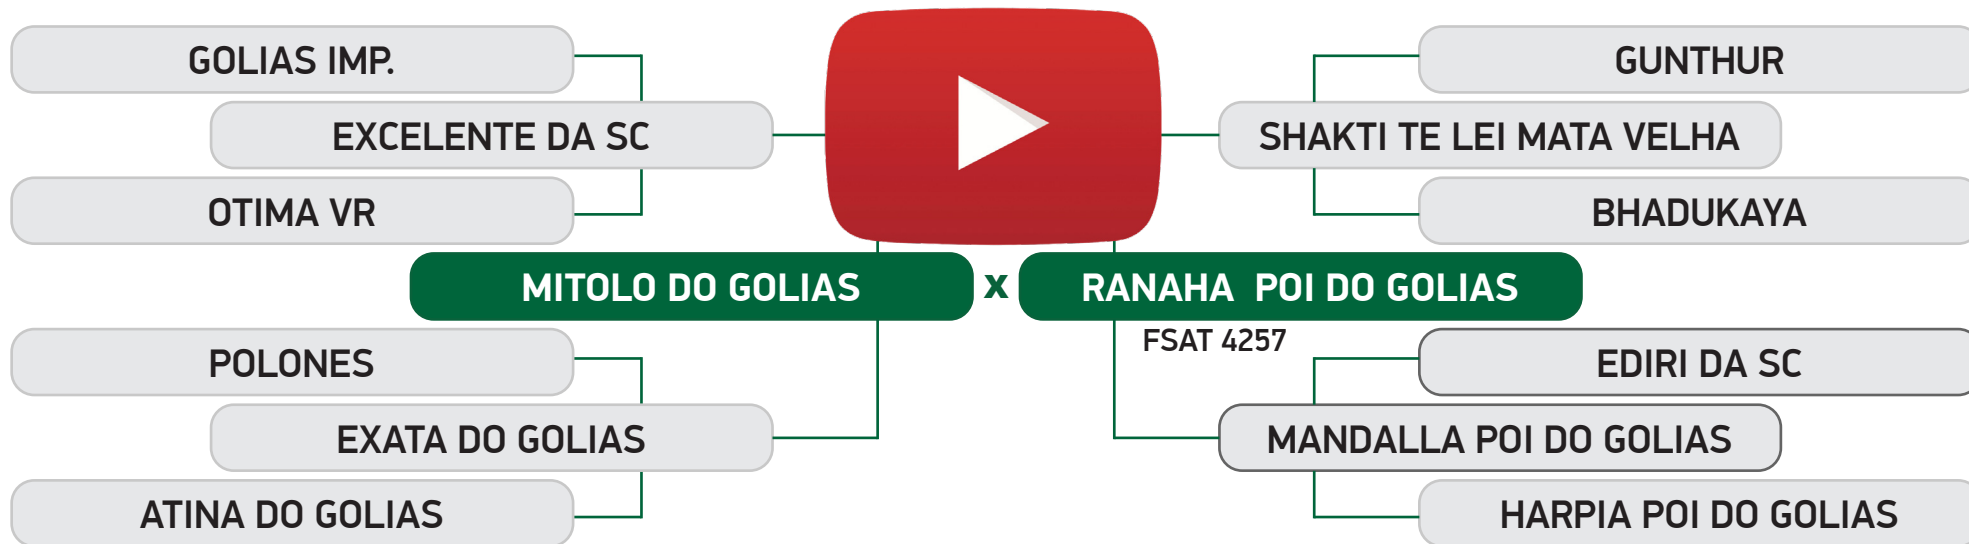 GOLIAS IMP.
EXCELENTE DA SC
OTIMA VR
GUNTHUR
SHAKTI TE LEI MATA VELHA
BHADUKAYA
MITOLO DO GOLIAS x RANAHA POI DO GOLIAS
FSAT 4257
POLONES
EXATA DO GOLIAS
ATINA DO GOLIAS
EDIRI DA SC
MANDALLA POI DO GOLIAS
HARPIA POI DO GOLIAS